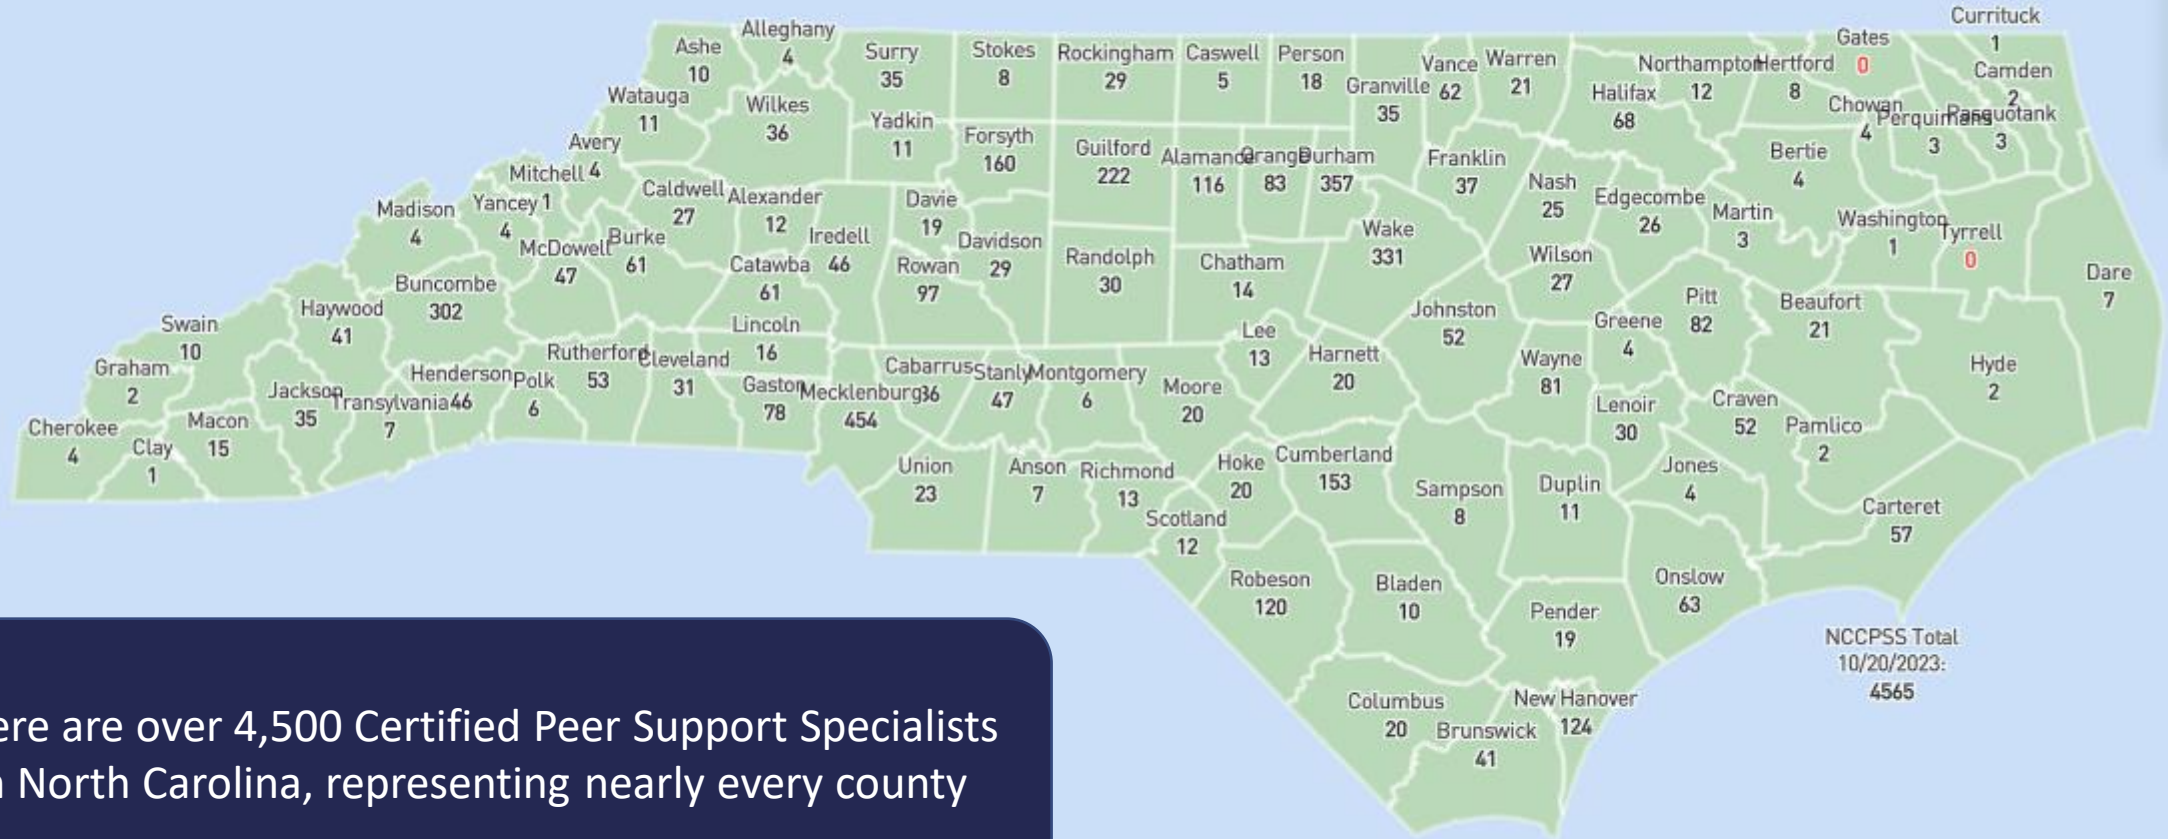 Currituck
1
Alleghany
4
Gates
0
Ashe
10
Surry
35
Stokes
8
Rockingham
29
Caswell
5
Person
18
Granville
35
Vance
62
Warren
21
Northampton
12
Hertford
8
Camden
2
Watauga
11
Wilkes
36
Halifax
68
Chowan
4
Perquimans
3
Pasquotank
3
Yadkin
11
Forsyth
160
Avery
4
Guilford
222
Alamance
116
Orange
83
Durham
357
Franklin
37
Bertie
4
Mitchell
1
Caldwell
27
Alexander
12
Davie
19
Nash
25
Edgecombe
26
Martin
3
Washington
1
Tyrrell
0
Madison
4
Yancey
4
McDowell
47
Burke
61
Iredell
46
Davidson
29
Wake
331
Catawba
61
Rowan
97
Randolph
30
Chatham
14
Wilson
27
Dare
7
Buncombe
302
Haywood
41
Pitt
82
Beaufort
21
Johnston
52
Swain
10
Lincoln
16
Lee
13
Greene
4
Graham
2
Rutherford
53
Cleveland
31
Harnett
20
Wayne
81
Hyde
2
Jackson
35
Transylvania
7
Henderson
46
Polk
6
Gaston
78
Mecklenburg
454
Cabarrus
36
Stanly
47
Montgomery
6
Moore
20
Cherokee
4
Clay
1
Macon
15
Lenoir
30
Craven
52
Pamlico
2
Union
23
Anson
7
Richmond
13
Hoke
20
Cumberland
153
Sampson
8
Duplin
11
Jones
4
Scotland
12
Carteret
57
Robeson
120
Bladen
10
Pender
19
Onslow
63
NCCPSS Total
10/20/2023:
4565
Columbus
20
Brunswick
41
New Hanover
124
ere are over 4,500 Certified Peer Support Specialists
North Carolina, representing nearly every county